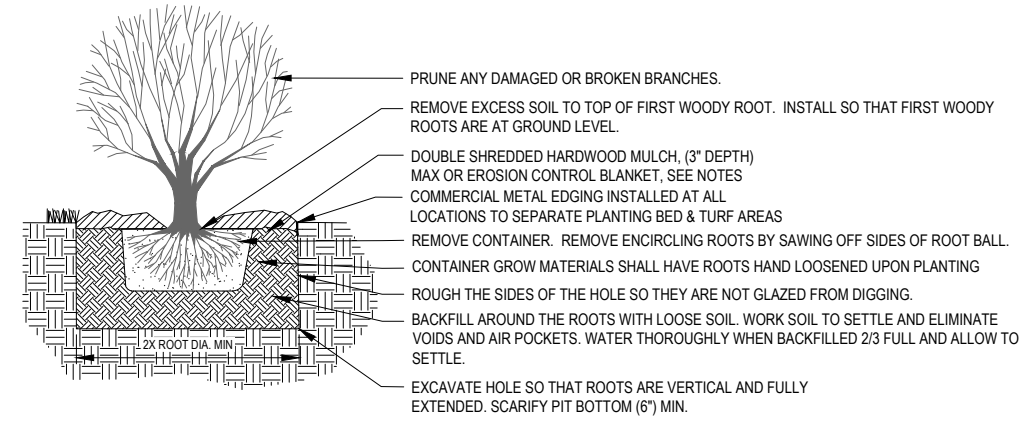 PRUNE ANY DAMAGED OR BROKEN BRANCHES.
REMOVE EXCESS SOIL TO TOP OF FIRST WOODY ROOT. INSTALL SO THAT FIRST WOODY
ROOTS ARE AT GROUND LEVEL.
DOUBLE SHREDDED HARDWOOD MULCH, (3" DEPTH)
MAX OR EROSION CONTROL BLANKET, SEE NOTES
COMMERCIAL METAL EDGING INSTALLED AT ALL
LOCATIONS TO SEPARATE PLANTING BED & TURF AREAS
REMOVE CONTAINER. REMOVE ENCIRCLING ROOTS BY SAWING OFF SIDES OF ROOT BALL.
CONTAINER GROW MATERIALS SHALL HAVE ROOTS HAND LOOSENED UPON PLANTING
ROUGH THE SIDES OF THE HOLE SO THEY ARE NOT GLAZED FROM DIGGING.
BACKFILL AROUND THE ROOTS WITH LOOSE SOIL. WORK SOIL TO SETTLE AND ELIMINATE
VOIDS AND AIR POCKETS. WATER THOROUGHLY WHEN BACKFILLED 2/3 FULL AND ALLOW TO
SETTLE.
2X ROOT DIA. MIN
EXCAVATE HOLE SO THAT ROOTS ARE VERTICAL AND FULLY
EXTENDED. SCARIFY PIT BOTTOM (6") MIN.